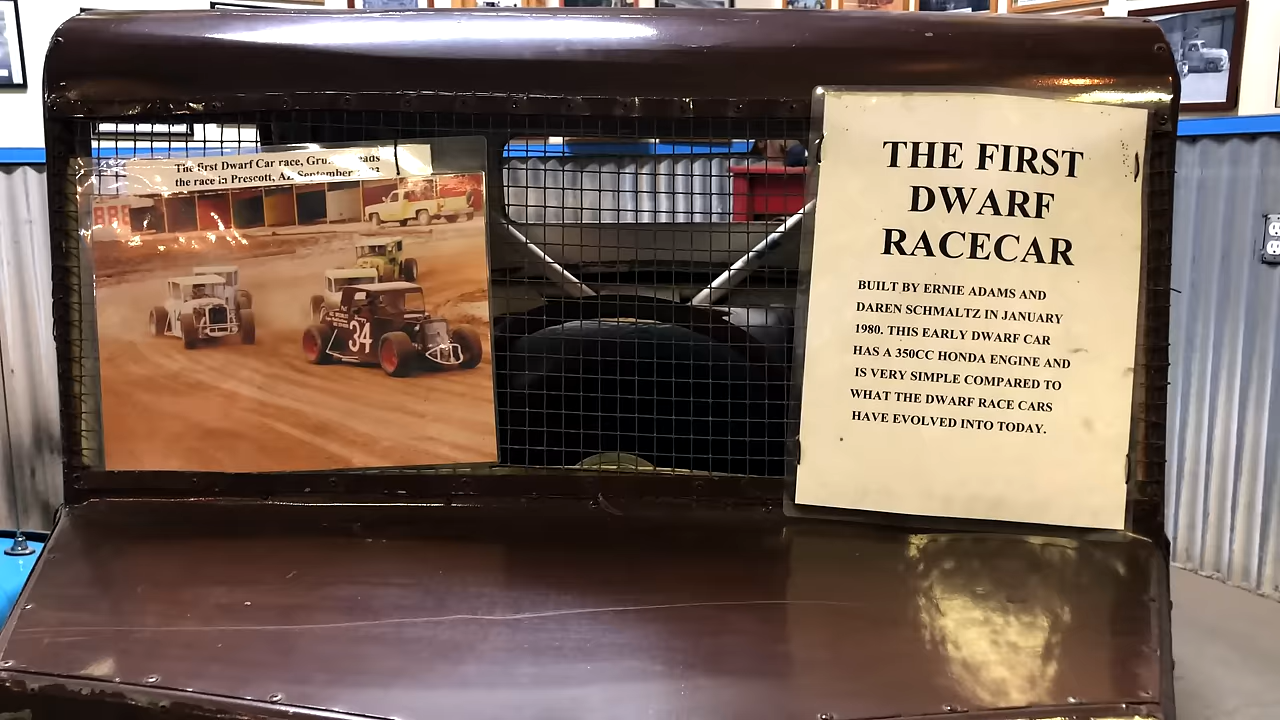 The first Dwarf Car race,
the race in Prescott, AZ September
34
THE FIRST
DWARF
RACECAR
BUILT BY ERNIE ADAMS AND
DAREN SCHMALTZ IN JANUARY
1980. THIS EARLY DWARF CAR
HAS A 350CC HONDA ENGINE AND
IS VERY SIMPLE COMPARED TO
WHAT THE DWARF RACE CARS
HAVE EVOLVED INTO TODAY.